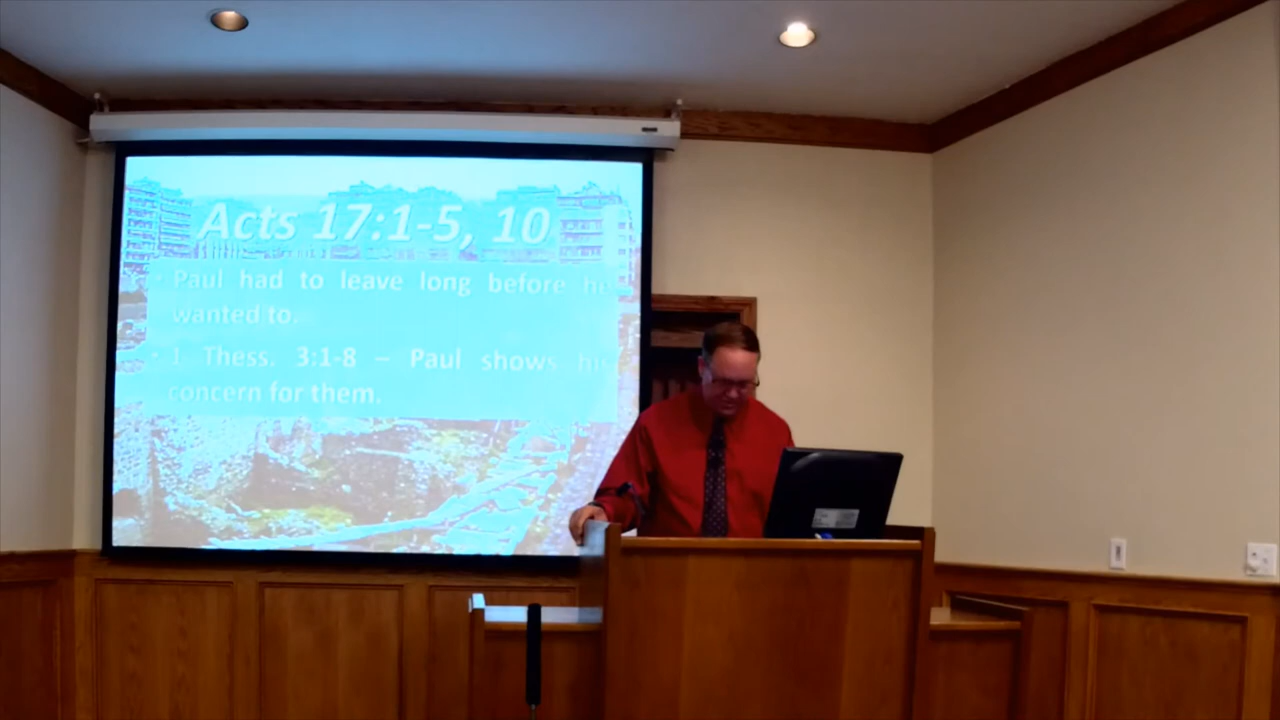 Acts 17:1-5, 10
• Paul had to leave long before he
wanted to.
• 1 Thess. 3:1-8 – Paul shows his
concern for them.